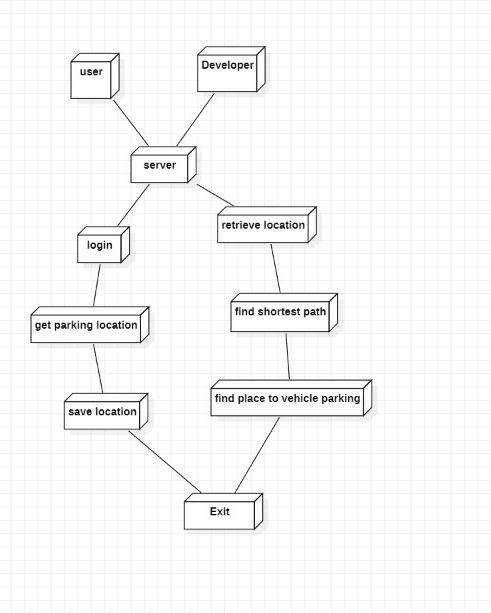 user
Developer
server
login
retrieve location
get parking location
find shortest path
save location
find place to vehicle parking
Exit